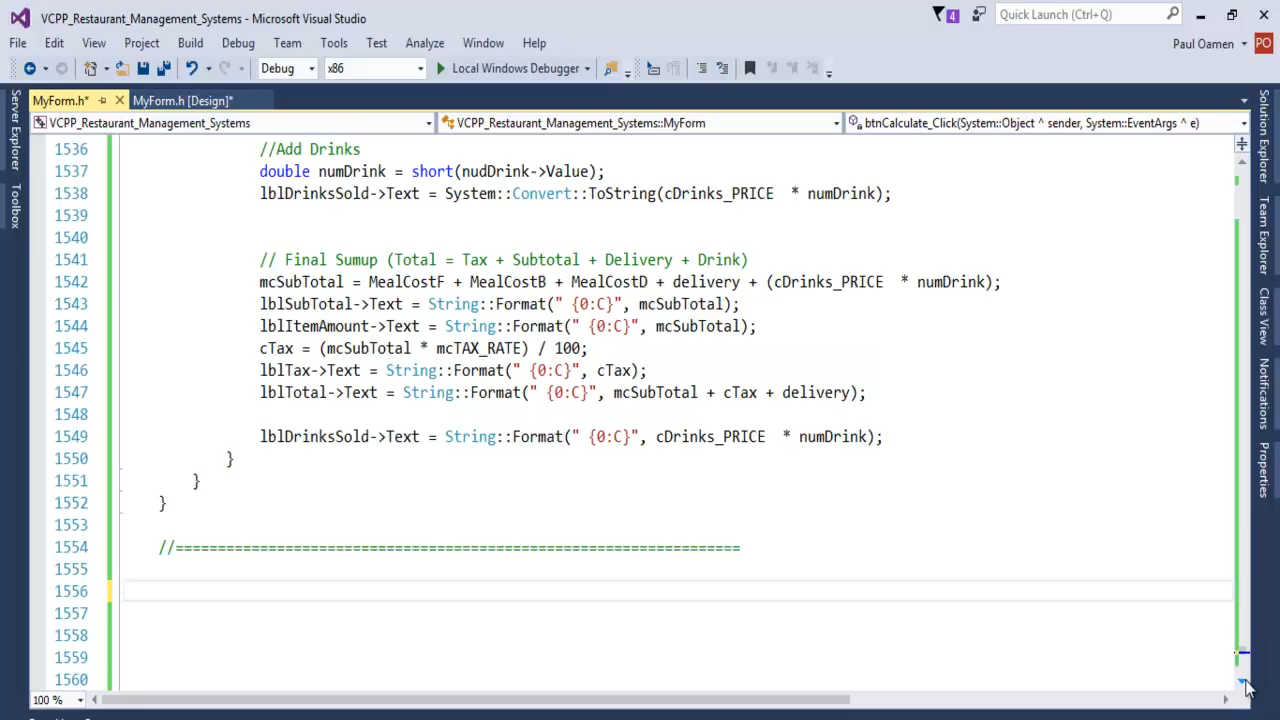 VCPP_Restaurant_Management_Systems - Microsoft Visual Studio
4
Quick Launch (Ctrl+Q)
File Edit View Project Build Debug Team Tools Test Analyze Window Help
Paul Oamen PO
Debug x86 Local Windows Debugger
MyForm.h* MyForm.h [Design]*
VCPP_Restaurant_Management_Systems VCPP_Restaurant_Management_Systems::MyForm btnCalculate_Click(System::Object ^ sender, System::EventArgs ^ e)
Server Explorer
Toolbox
1536 //Add Drinks
1537 double numDrink = short(nudDrink->Value);
1538 lblDrinksSold->Text = System::Convert::ToString(cDrinks_PRICE * numDrink);
1539
1540
1541 // Final Sumup (Total = Tax + Subtotal + Delivery + Drink)
1542 mcSubTotal = MealCostF + MealCostB + MealCostD + delivery + (cDrinks_PRICE * numDrink);
1543 lblSubTotal->Text = String::Format(" {0:C}", mcSubTotal);
1544 lblItemAmount->Text = String::Format(" {0:C}", mcSubTotal);
1545 cTax = (mcSubTotal * mcTAX_RATE) / 100;
1546 lblTax->Text = String::Format(" {0:C}", cTax);
1547 lblTotal->Text = String::Format(" {0:C}", mcSubTotal + cTax + delivery);
1548
1549 lblDrinksSold->Text = String::Format(" {0:C}", cDrinks_PRICE * numDrink);
1550 }
1551 }
1552 }
1553
1554 //===================================================================
1555
1556
1557
1558
1559
1560
Solution Explorer
Team Explorer
Class View
Notifications
Properties
100 %